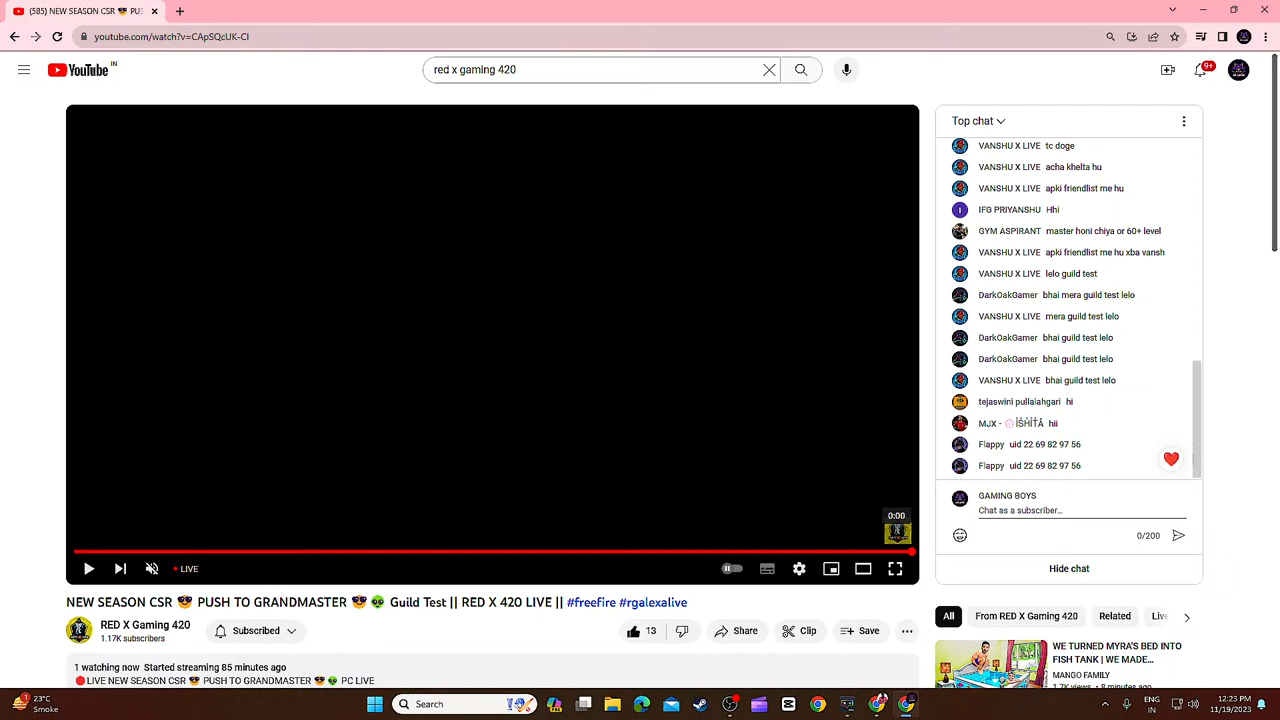 (585) NEW SEASON CSR 😎 PUS
youtube.com/watch?v=CApSQcUK-CI
YouTube IN
red x gaming 420
9+
Top chat
VANSHU X LIVE tc doge
VANSHU X LIVE acha khelta hu
VANSHU X LIVE apki friendlist me hu
I IFG PRIYANSHU Hhi
GYM ASPIRANT master honi chiya or 60+ level
VANSHU X LIVE apki friendlist me hu xba vansh
VANSHU X LIVE lelo guild test
DarkOakGamer bhai mera guild test lelo
VANSHU X LIVE mera guild test lelo
DarkOakGamer bhai guild test lelo
DarkOakGamer bhai guild test lelo
VANSHU X LIVE bhai guild test lelo
tejaswini pullalahgari hi
MJX - hii
Flappy uid 22 69 82 97 56
Flappy uid 22 69 82 97 56
GAMING BOYS
Chat as a subscriber...
0/200
Hide chat
0:00
LIVE
NEW SEASON CSR 😎 PUSH TO GRANDMASTER 😎 👽 Guild Test || RED X 420 LIVE || #freefire #rgalexalive
RED X Gaming 420
1.17K subscribers
Subscribed
13
Share
Clip
Save
1 watching now Started streaming 85 minutes ago
🔴LIVE NEW SEASON CSR 😎 PUSH TO GRANDMASTER 😎 👽 PC LIVE
All
From RED X Gaming 420
Related
Live
WE TURNED MYRA'S BED INTO
FISH TANK | WE MADE...
MANGO FAMILY
1.7K views • 8 minutes ago
1
23°C
Smoke
Search
ENG
IN
12:23 PM
11/19/2023